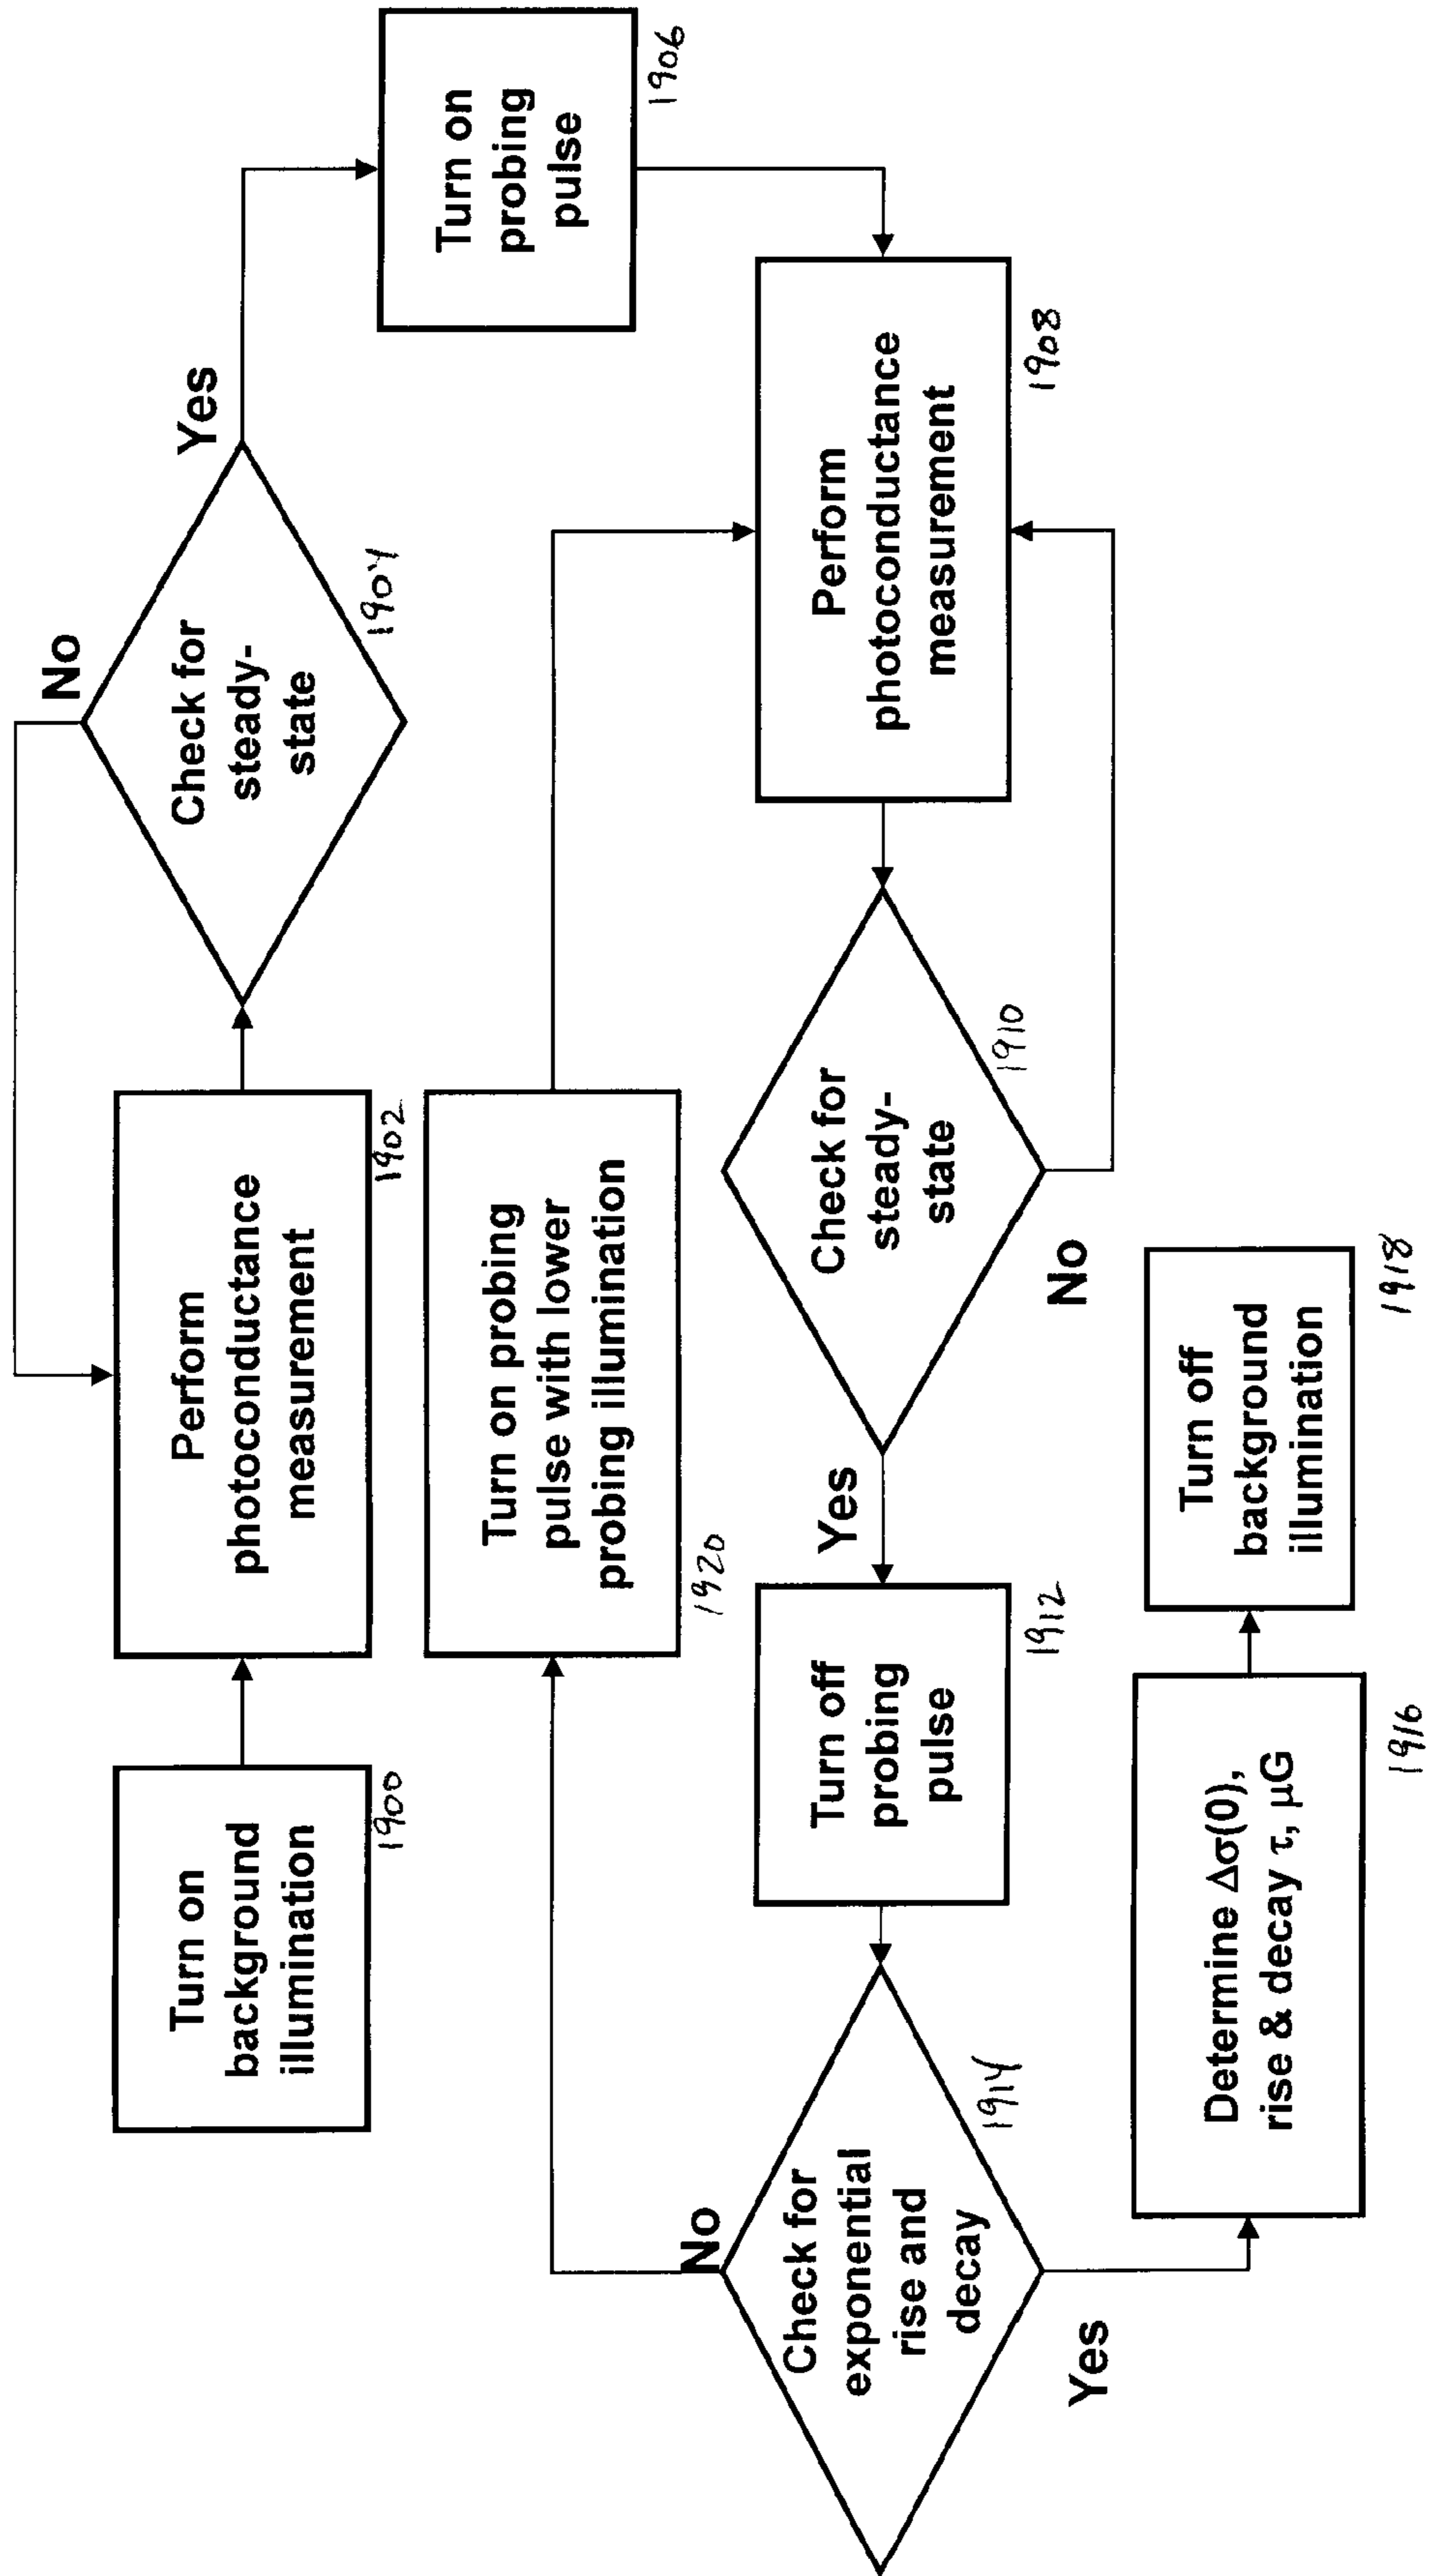 Turn on
background
illumination
1900
Perform
photoconductance
measurement
1902
No
Check for
steady-
state
1904
Yes
Turn on
probing
pulse
1906
Turn on probing
pulse with lower
probing illumination
1920
Perform
photoconductance
measurement
1908
Check for
steady-
state
1910
No
Yes
Turn off
probing
pulse
1912
No
Check for
exponential
rise and
decay
1914
Yes
Determine Δσ(0),
rise & decay τ, μG
1916
Turn off
background
illumination
1918